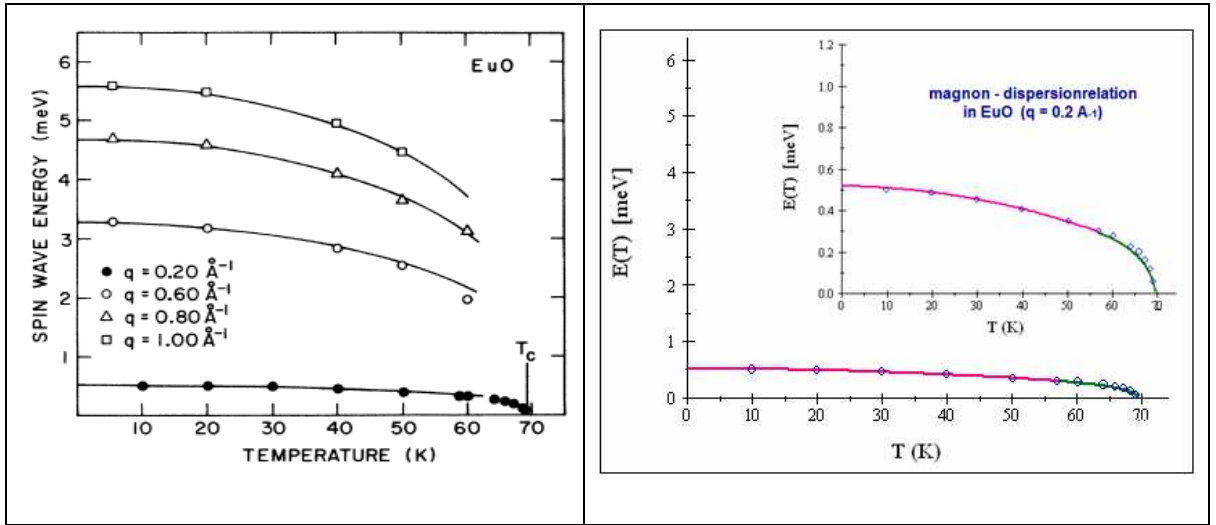 6
5
4
3
2
1
SPIN WAVE ENERGY (meV)
EuO
● q = 0.20 Å⁻¹
○ q = 0.60 Å⁻¹
△ q = 0.80 Å⁻¹
□ q = 1.00 Å⁻¹
Tc
10 20 30 40 50 60 70
TEMPERATURE (K)
6
5
4
3
2
1
0
E(T) [meV]
1.2
1.0
0.8
0.6
0.4
0.2
0.0
E(T) [meV]
magnon - dispersionrelation
in EuO (q = 0.2 A-1)
0 10 20 30 40 50 60 70
T (K)
0 10 20 30 40 50 60 70
T (K)